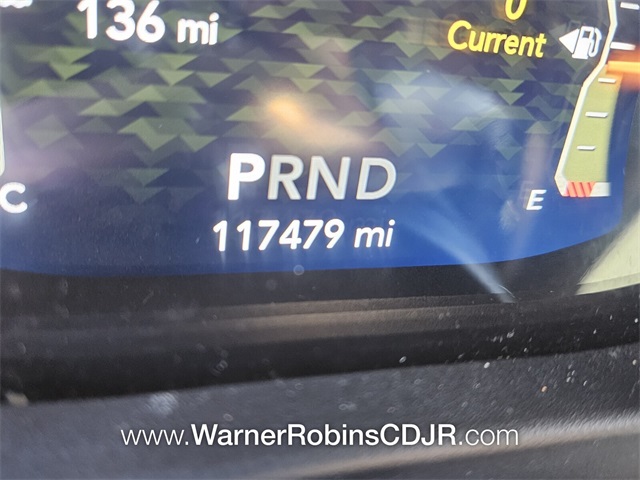 136 mi
0
Current
PRND
C
E
117479 mi
www.WarnerRobinsCDJR.com